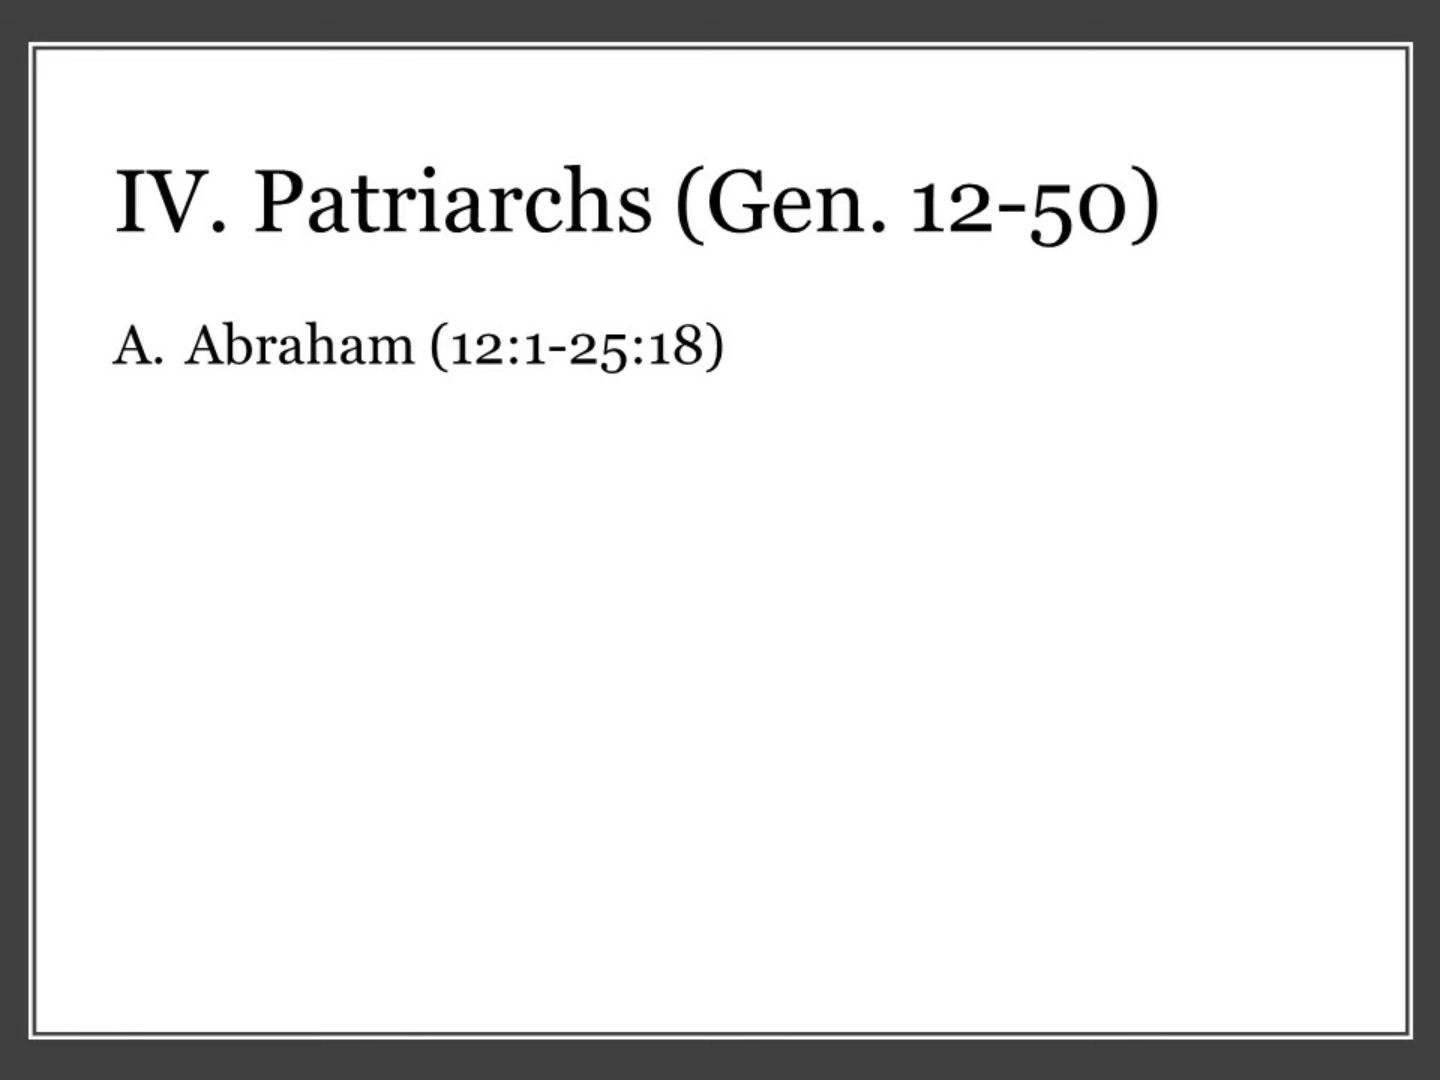 IV. Patriarchs (Gen. 12-50)
A. Abraham (12:1-25:18)